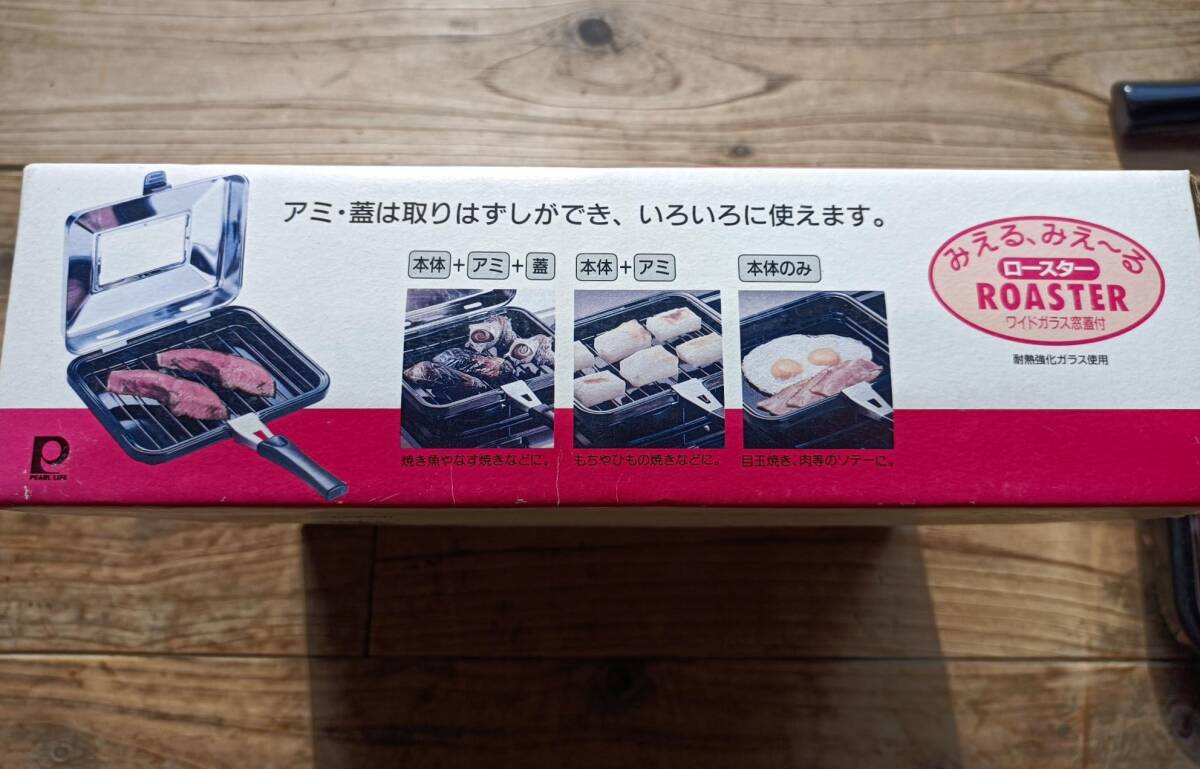 アミ・蓋は取りはずしができ、いろいろに使えます。
本体+アミ+蓋
焼き魚やなす焼きなどに。
本体+アミ
もちやひもの焼きなどに。
本体のみ
目玉焼き、肉等のソテーに。
みえる、みえ〜る
ロースター
ROASTER
ワイドガラス窓蓋付
耐熱強化ガラス使用
PEARL LIFE